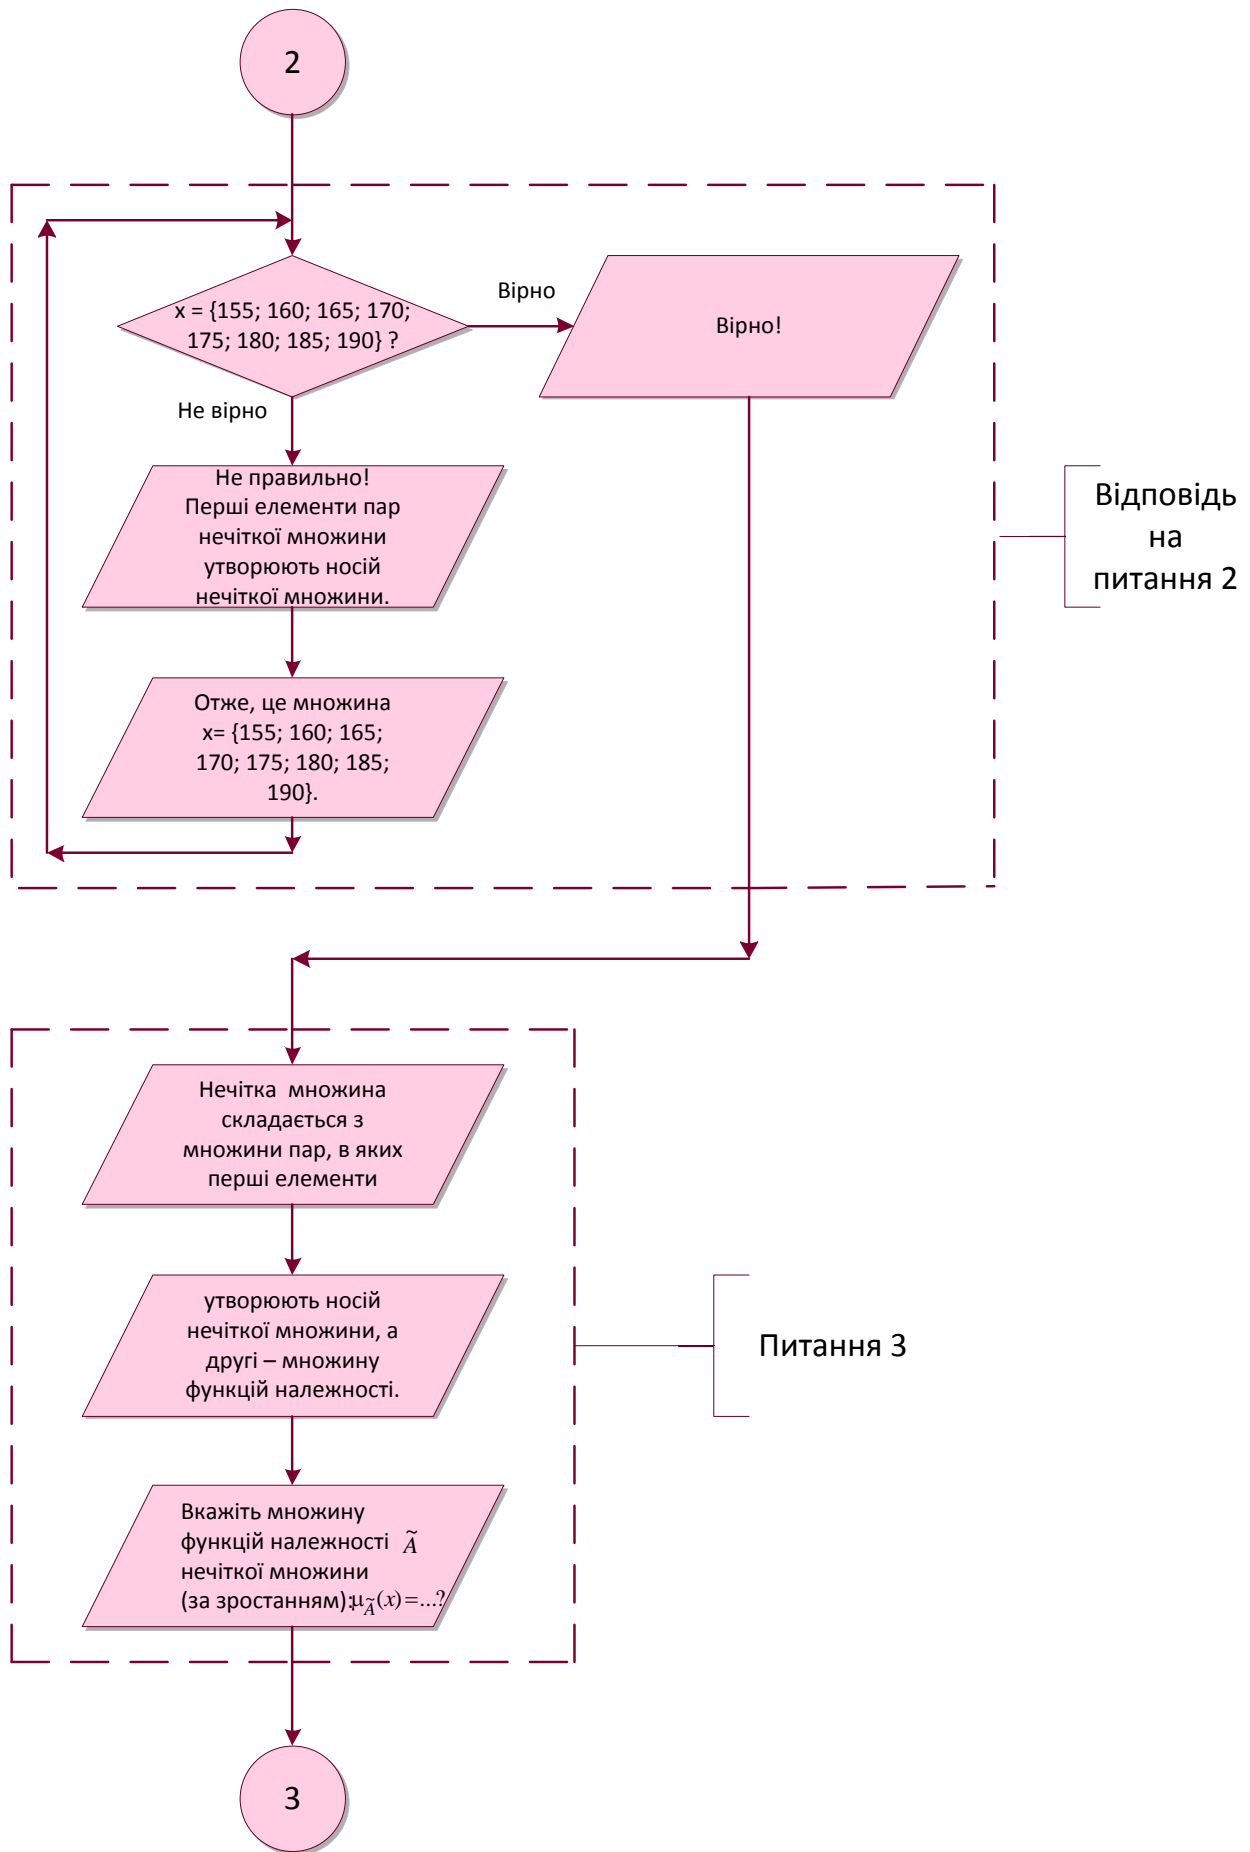 2
x = {155; 160; 165; 170;
175; 180; 185; 190} ?
Вірно
Вірно!
Не вірно
Не правильно!
Перші елементи пар
нечіткої множини
утворюють носій
нечіткої множини.
Відповідь
на
питання 2
Отже, це множина
x= {155; 160; 165;
170; 175; 180; 185;
190}.
Нечітка множина
складається з
множини пар, в яких
перші елементи
утворюють носій
нечіткої множини, а
другі – множину
функцій належності.
Питання 3
Вкажіть множину
функцій належності Ã
нечіткої множини
(за зростанням):μ_Ã(x)=...?
3